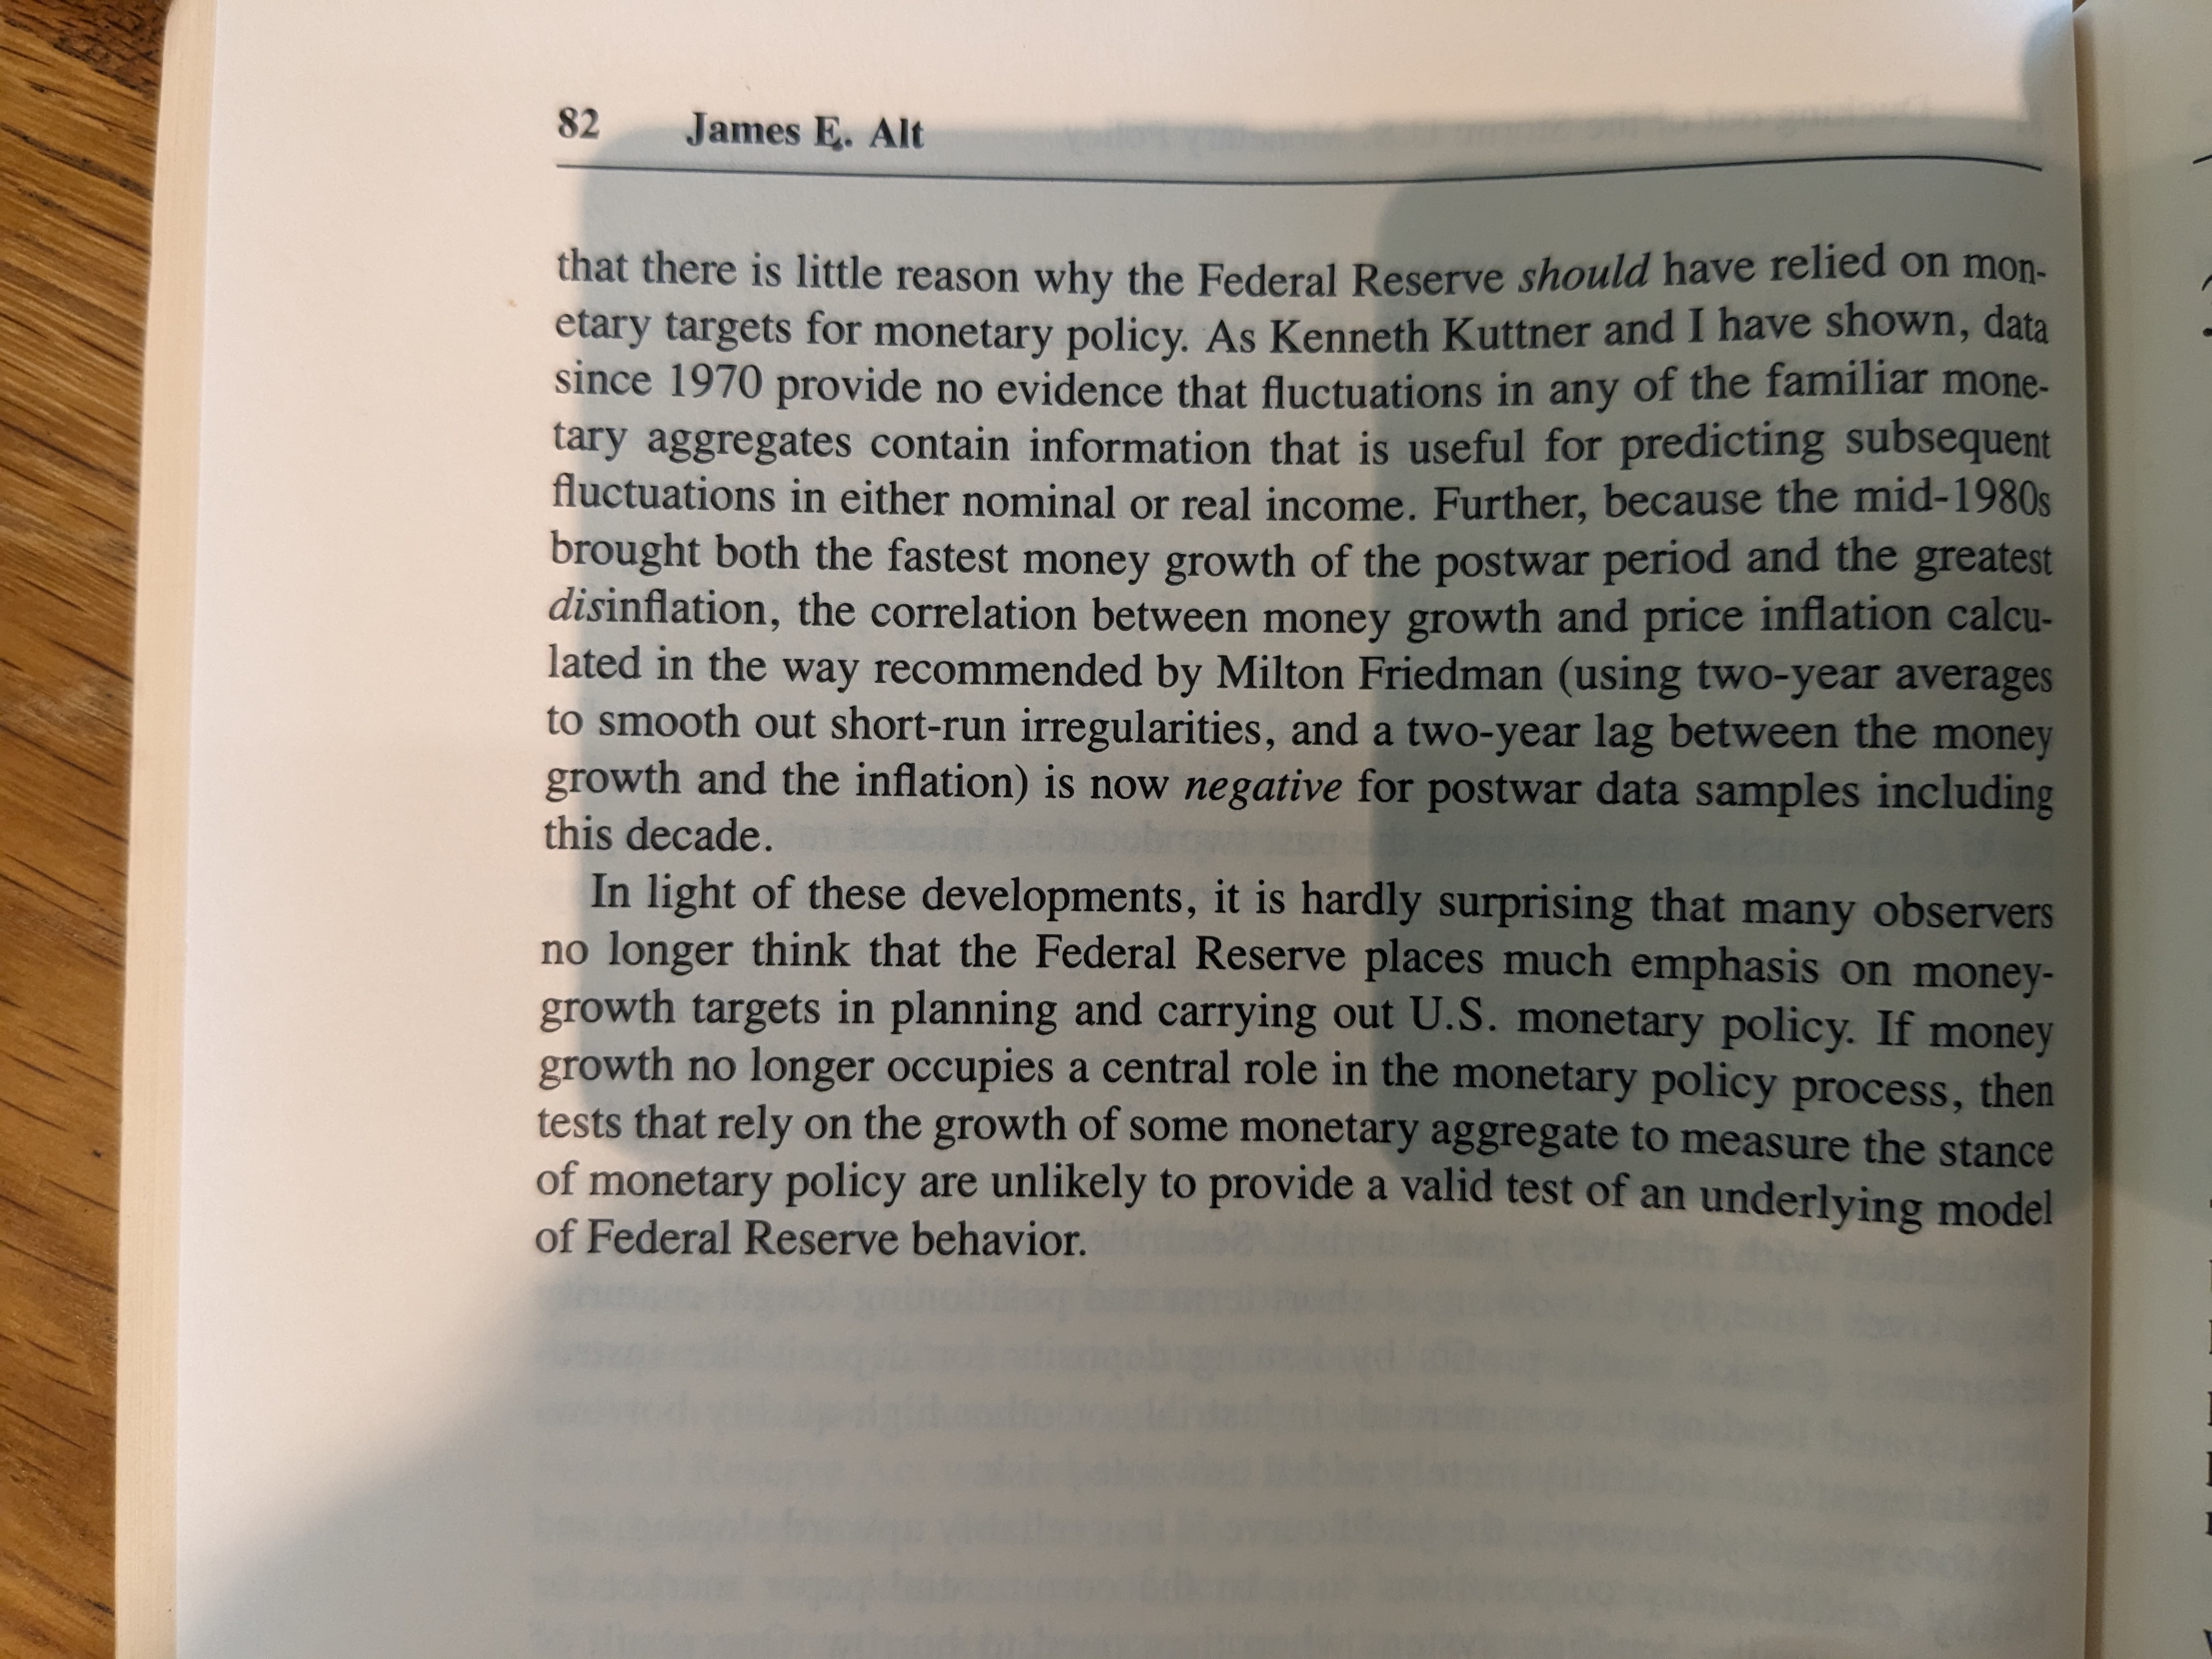 82 James E. Alt
that there is little reason why the Federal Reserve should have relied on mon-
etary targets for monetary policy. As Kenneth Kuttner and I have shown, data
since 1970 provide no evidence that fluctuations in any of the familiar mone-
tary aggregates contain information that is useful for predicting subsequent
fluctuations in either nominal or real income. Further, because the mid-1980s
brought both the fastest money growth of the postwar period and the greatest
disinflation, the correlation between money growth and price inflation calcu-
lated in the way recommended by Milton Friedman (using two-year averages
to smooth out short-run irregularities, and a two-year lag between the money
growth and the inflation) is now negative for postwar data samples including
this decade.
In light of these developments, it is hardly surprising that many observers
no longer think that the Federal Reserve places much emphasis on money-
growth targets in planning and carrying out U.S. monetary policy. If money
growth no longer occupies a central role in the monetary policy process, then
tests that rely on the growth of some monetary aggregate to measure the stance
of monetary policy are unlikely to provide a valid test of an underlying model
of Federal Reserve behavior.